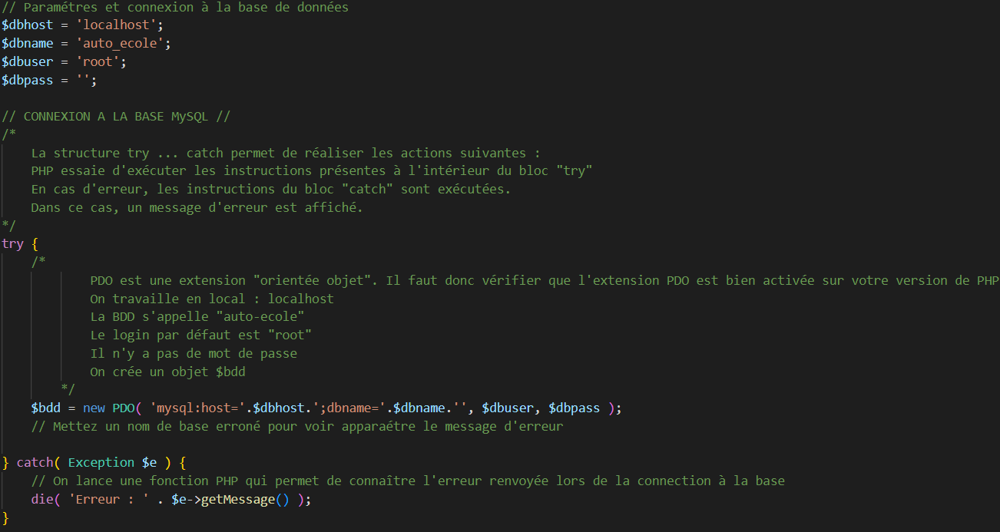 // Paramétres et connexion à la base de données
$dbhost = 'localhost';
$dbname = 'auto_ecole';
$dbuser = 'root';
$dbpass = '';
// CONNEXION A LA BASE MySQL //
/*
La structure try ... catch permet de réaliser les actions suivantes :
PHP essaie d'exécuter les instructions présentes à l'intérieur du bloc "try"
En cas d'erreur, les instructions du bloc "catch" sont exécutées.
Dans ce cas, un message d'erreur est affiché.
*/
try {
/*
PDO est une extension "orientée objet". Il faut donc vérifier que l'extension PDO est bien activée sur votre version de PHP
On travaille en local : localhost
La BDD s'appelle "auto-ecole"
Le login par défaut est "root"
Il n'y a pas de mot de passe
On crée un objet $bdd
*/
$bdd = new PDO( 'mysql:host='.$dbhost.';dbname='.$dbname.'', $dbuser, $dbpass );
// Mettez un nom de base erroné pour voir apparaétre le message d'erreur
} catch( Exception $e ) {
// On lance une fonction PHP qui permet de connaître l'erreur renvoyée lors de la connection à la base
die( 'Erreur : ' . $e->getMessage() );
}